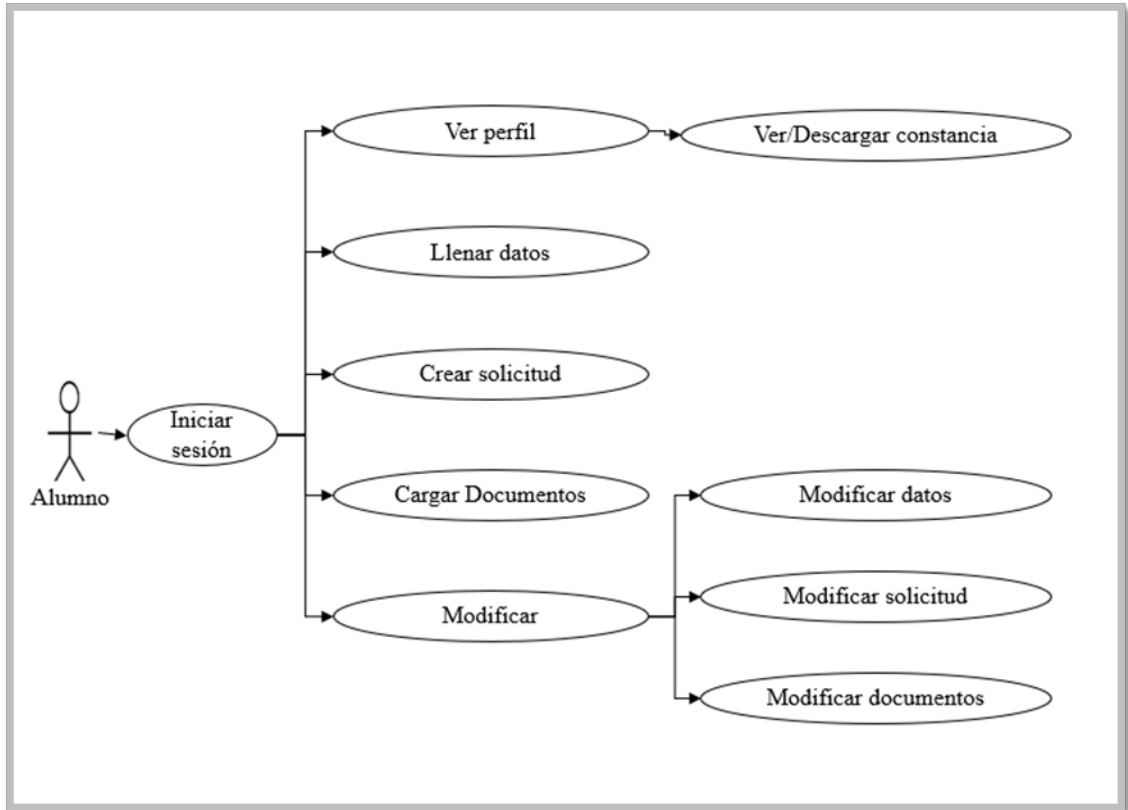 Ver perfil
Ver/Descargar constancia
Llenar datos
Crear solicitud
Iniciar
sesión
Alumno
Cargar Documentos
Modificar datos
Modificar solicitud
Modificar
Modificar documentos